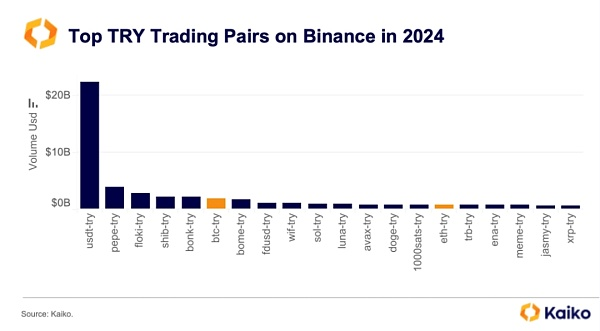 Top TRY Trading Pairs on Binance in 2024
Volume Usd
$20B
$10B
$0B
usdt-try
pepe-try
floki-try
shib-try
bonk-try
btc-try
bome-try
fdusd-try
wif-try
sol-try
luna-try
avax-try
doge-try
1000sats-try
eth-try
trb-try
ena-try
meme-try
jasmy-try
xrp-try
Source: Kaiko.
Kaiko